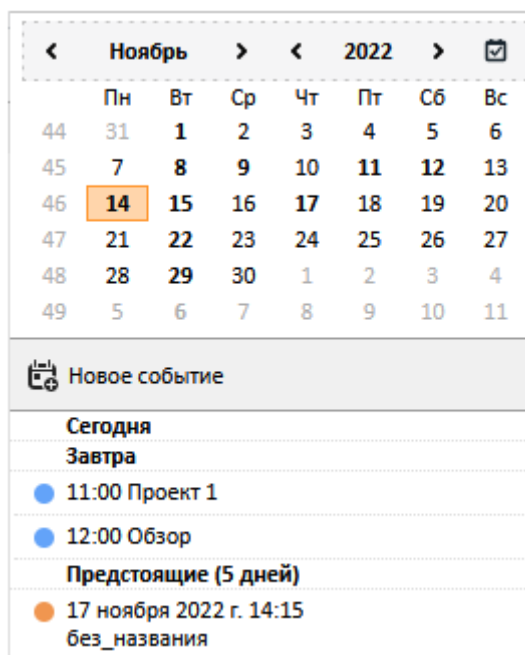 Ноябрь 2022
Пн Вт Ср Чт Пт Сб Вс
44 31 1 2 3 4 5 6
45 7 8 9 10 11 12 13
46 14 15 16 17 18 19 20
47 21 22 23 24 25 26 27
48 28 29 30 1 2 3 4
49 5 6 7 8 9 10 11
Новое событие
Сегодня
Завтра
11:00 Проект 1
12:00 Обзор
Предстоящие (5 дней)
17 ноября 2022 г. 14:15
без_названия